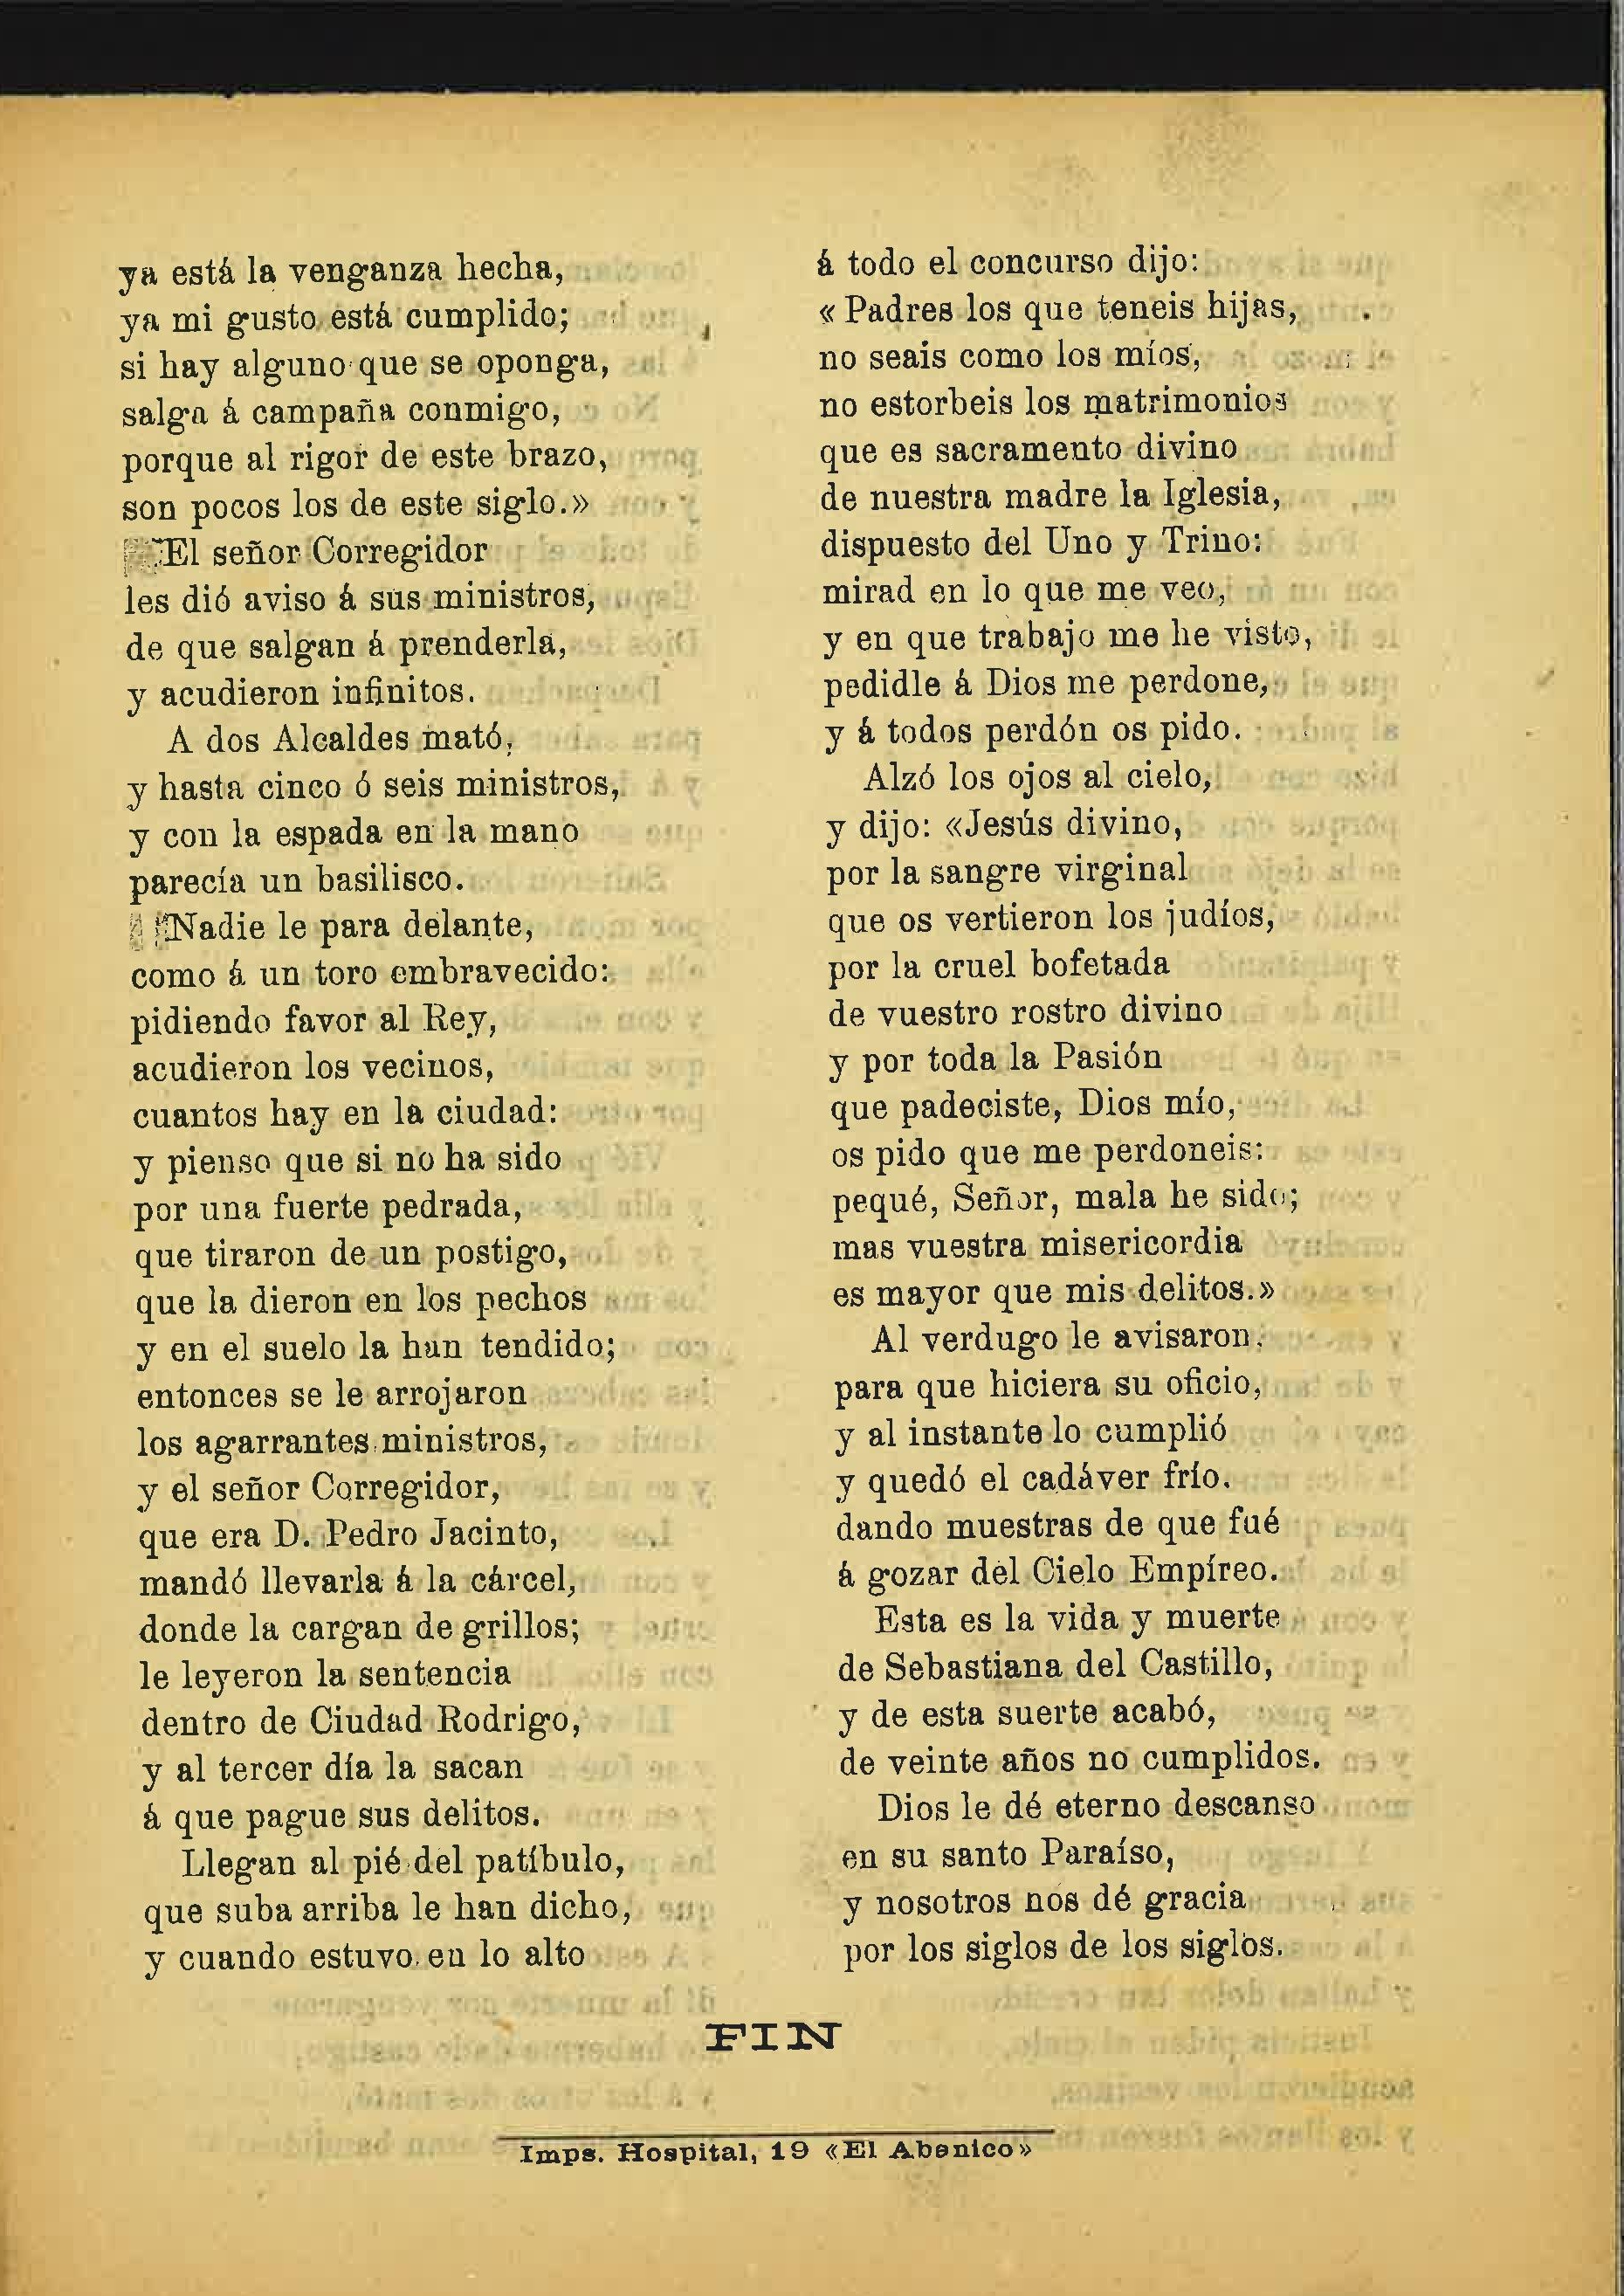 ya está la venganza hecha,
ya mi gusto está cumplido;
si hay alguno que se oponga,
salga á campaña conmigo,
porque al rigor de este brazo,
son pocos los de este siglo.»
El señor Corregidor
les dió aviso á sus ministros,
de que salgan á prenderla,
y acudieron infinitos.
A dos Alcaldes mató,
y hasta cinco ó seis ministros,
y con la espada en la mano
parecía un basilisco.
Nadie le para delante,
como á un toro embravecido:
pidiendo favor al Rey,
acudieron los vecinos,
cuantos hay en la ciudad:
y pienso que si no ha sido
por una fuerte pedrada,
que tiraron de un postigo,
que la dieron en los pechos
y en el suelo la han tendido;
entonces se le arrojaron
los agarrantes ministros,
y el señor Corregidor,
que era D. Pedro Jacinto,
mandó llevarla á la cárcel,
donde la cargan de grillos;
le leyeron la sentencia
dentro de Ciudad Rodrigo,
y al tercer día la sacan
á que pague sus delitos.
Llegan al pié del patíbulo,
que suba arriba le han dicho,
y cuando estuvo en lo alto
á todo el concurso dijo:
«Padres los que teneis hijas,
no seais como los míos,
no estorbeis los matrimonios
que es sacramento divino
de nuestra madre la Iglesia,
dispuesto del Uno y Trino:
mirad en lo que me veo,
y en que trabajo me he visto,
pedidle á Dios me perdone,
y á todos perdón os pido.
Alzó los ojos al cielo,
y dijo: «Jesús divino,
por la sangre virginal
que os vertieron los judíos,
por la cruel bofetada
de vuestro rostro divino
y por toda la Pasión
que padeciste, Dios mío,
os pido que me perdoneis:
pequé, Señor, mala he sido;
mas vuestra misericordia
es mayor que mis delitos.»
Al verdugo le avisaron,
para que hiciera su oficio,
y al instante lo cumplió
y quedó el cadáver frío.
dando muestras de que fué
á gozar del Cielo Empíreo.
Esta es la vida y muerte
de Sebastiana del Castillo,
y de esta suerte acabó,
de veinte años no cumplidos.
Dios le dé eterno descanso
en su santo Paraíso,
y nosotros nos dé gracia
por los siglos de los siglos.
FIN
Imps. Hospital, 19 «El Abanico»